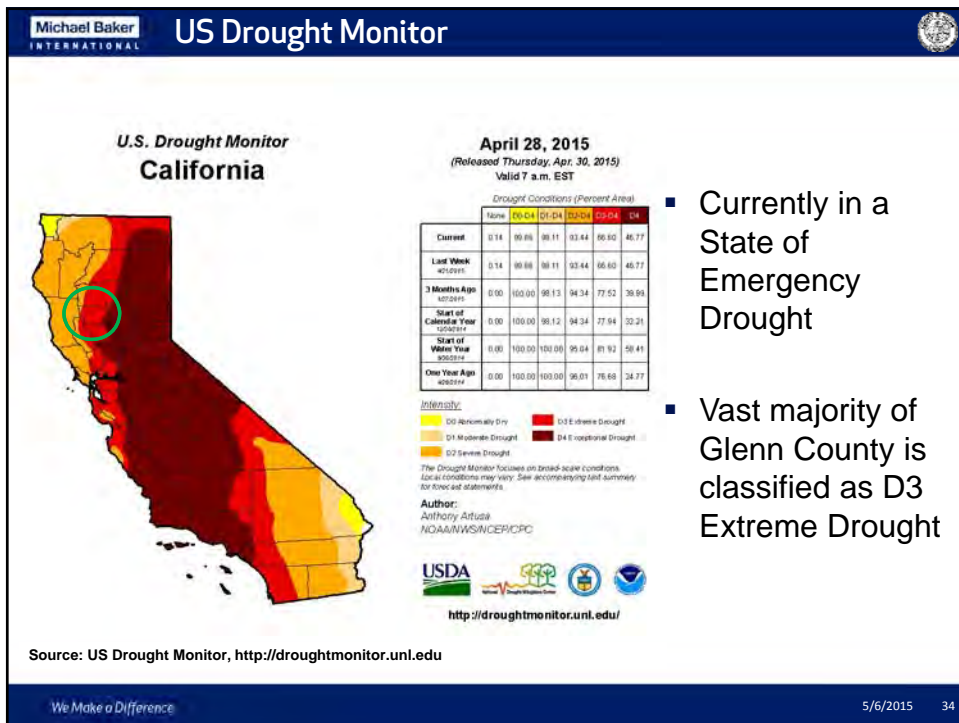 Michael Baker
INTERNATIONAL
US Drought Monitor
U.S. Drought Monitor
California
April 28, 2015
(Released Thursday, Apr. 30, 2015)
Valid 7 a.m. EST
Drought Conditions (Percent Area)
None D0-D4 D1-D4 D2-D4 D3-D4 D4
Current 0.14 99.86 98.11 93.44 66.60 46.77
Last Week 0.14 99.86 98.11 93.44 66.60 46.77
3 Months Ago 0.00 100.00 98.13 94.34 77.52 39.99
Start of
Calendar Year 0.00 100.00 98.12 94.34 77.94 32.21
Start of
Water Year 0.00 100.00 100.00 95.04 81.92 58.41
One Year Ago 0.00 100.00 100.00 96.01 76.68 24.77
Intensity:
D0 Abnormally Dry
D3 Extreme Drought
D1 Moderate Drought
D4 Exceptional Drought
D2 Severe Drought
The Drought Monitor focuses on broad-scale conditions.
Local conditions may vary. See accompanying text summary
for forecast statements.
Author:
Anthony Artusa
NOAA/NWS/NCEP/CPC
USDA
http://droughtmonitor.unl.edu/
Currently in a
State of
Emergency
Drought
Vast majority of
Glenn County is
classified as D3
Extreme Drought
Source: US Drought Monitor, http://droughtmonitor.unl.edu
We Make a Difference
5/6/2015 34